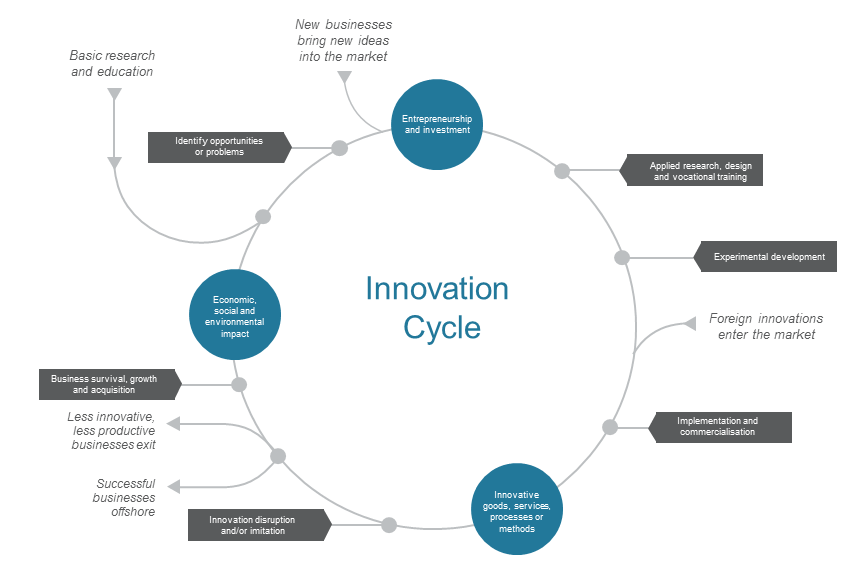 New businesses
bring new ideas
into the market
Basic research
and education
Entrepreneurship
and investment
Identify opportunities
or problems
Applied research, design
and vocational training
Experimental development
Innovation
Cycle
Economic,
social and
environmental
impact
Foreign innovations
enter the market
Business survival, growth
and acquisition
Less innovative,
less productive
businesses exit
Implementation and
commercialisation
Successful
businesses
offshore
Innovative
goods, services,
processes or
methods
Innovation disruption
and/or imitation